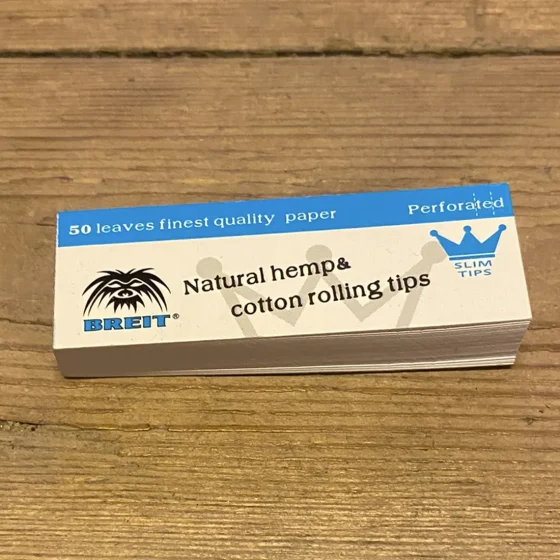 50 leaves finest quality paper
Perforated
Natural hemp&
cotton rolling tips
BREIT®
SLIM
TIPS